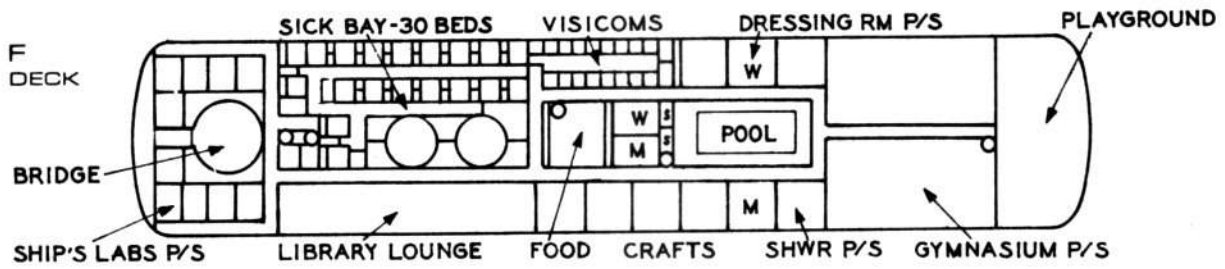 SICK BAY-30 BEDS VISICOMS DRESSING RM P/S PLAYGROUND
F
DECK
W
W S
POOL
M S
BRIDGE
M
SHIP'S LABS P/S LIBRARY LOUNGE FOOD CRAFTS SHWR P/S GYMNASIUM P/S